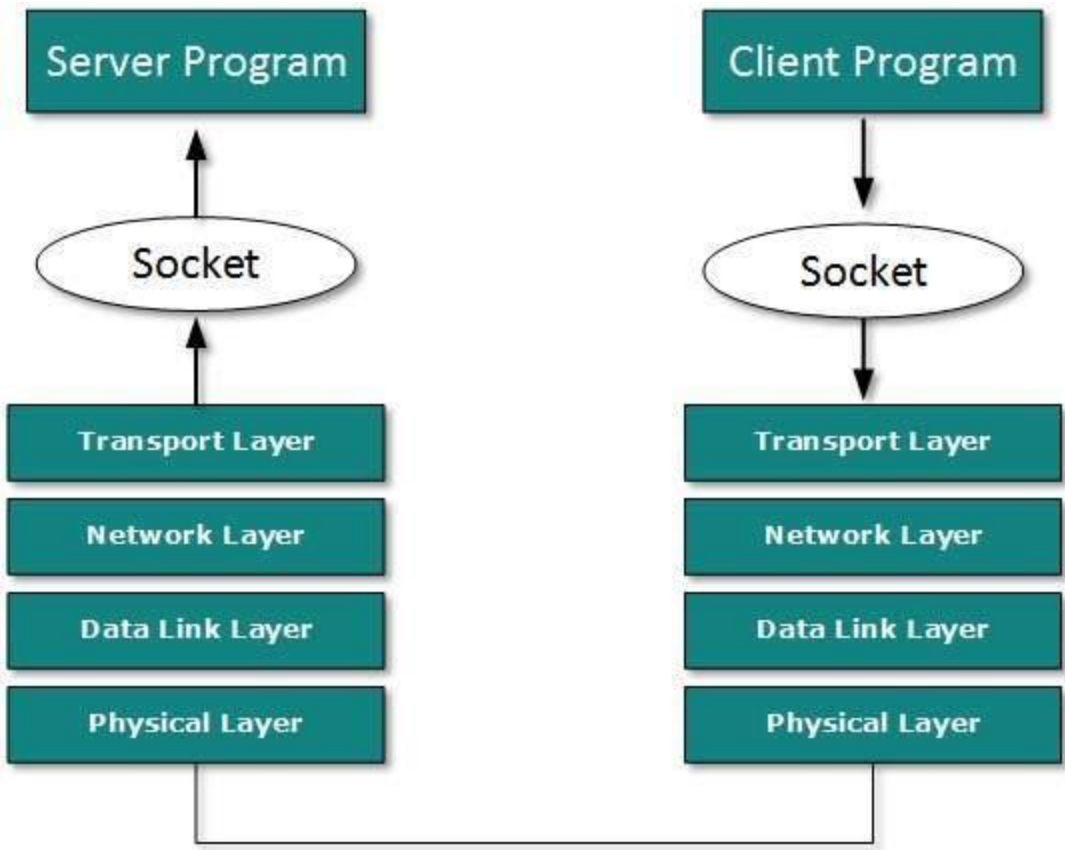 Server Program
Client Program
Socket
Socket
Transport Layer
Transport Layer
Network Layer
Network Layer
Data Link Layer
Data Link Layer
Physical Layer
Physical Layer